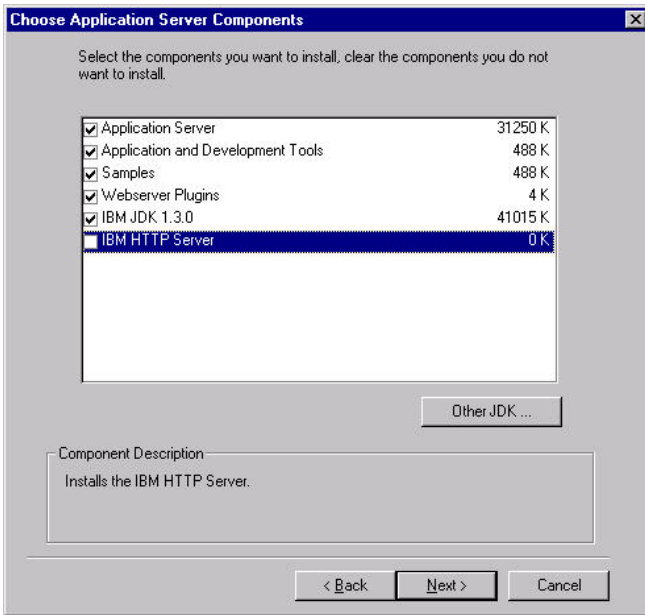 Choose Application Server Components
Select the components you want to install, clear the components you do not
want to install.
Application Server 31250 K
Application and Development Tools 488 K
Samples 488 K
Webserver Plugins 4 K
IBM JDK 1.3.0 41015 K
IBM HTTP Server 0 K
Other JDK ...
Component Description
Installs the IBM HTTP Server.
< Back Next > Cancel